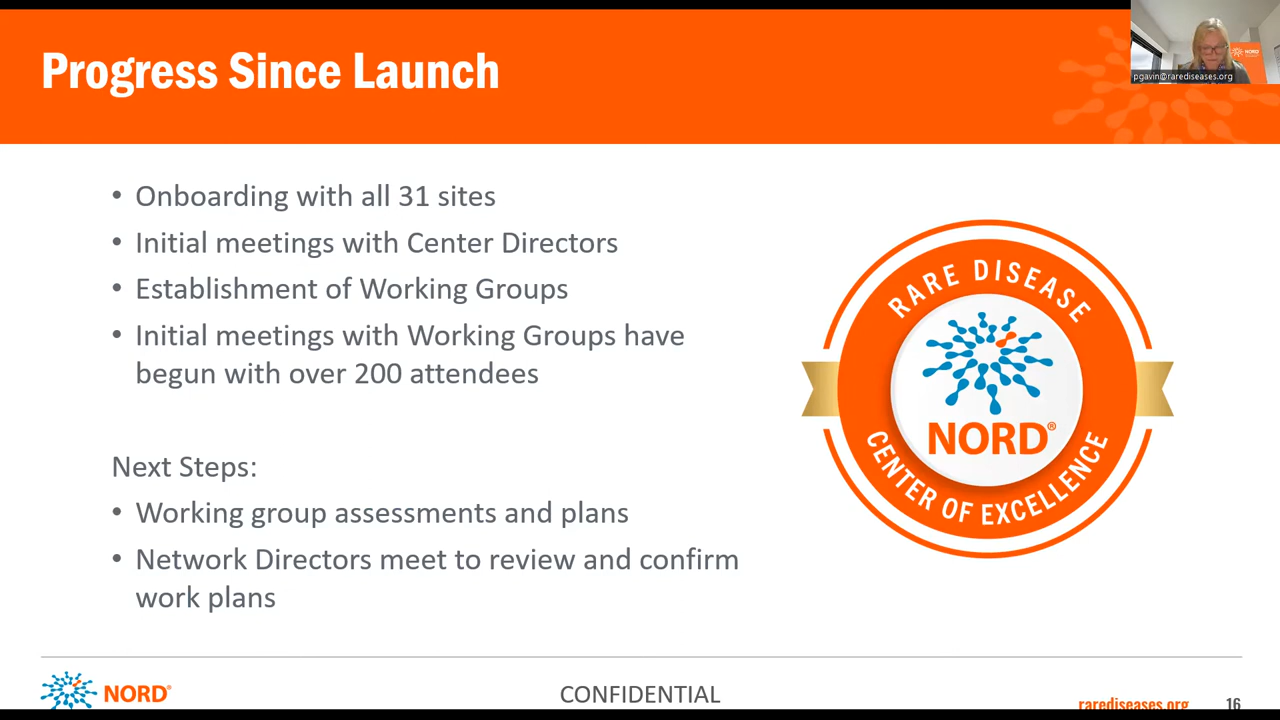 Progress Since Launch
pgavin@rarediseases.org
NORD
• Onboarding with all 31 sites
• Initial meetings with Center Directors
• Establishment of Working Groups
• Initial meetings with Working Groups have
begun with over 200 attendees
Next Steps:
• Working group assessments and plans
• Network Directors meet to review and confirm
work plans
RARE DISEASE
NORD®
CENTER OF EXCELLENCE
NORD®
CONFIDENTIAL
rarediseases.org
16